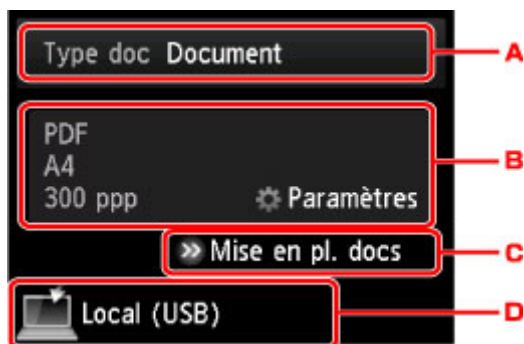 Type doc Document
A
PDF
A4
300 ppp
Paramètres
B
Mise en pl. docs
C
Local (USB)
D